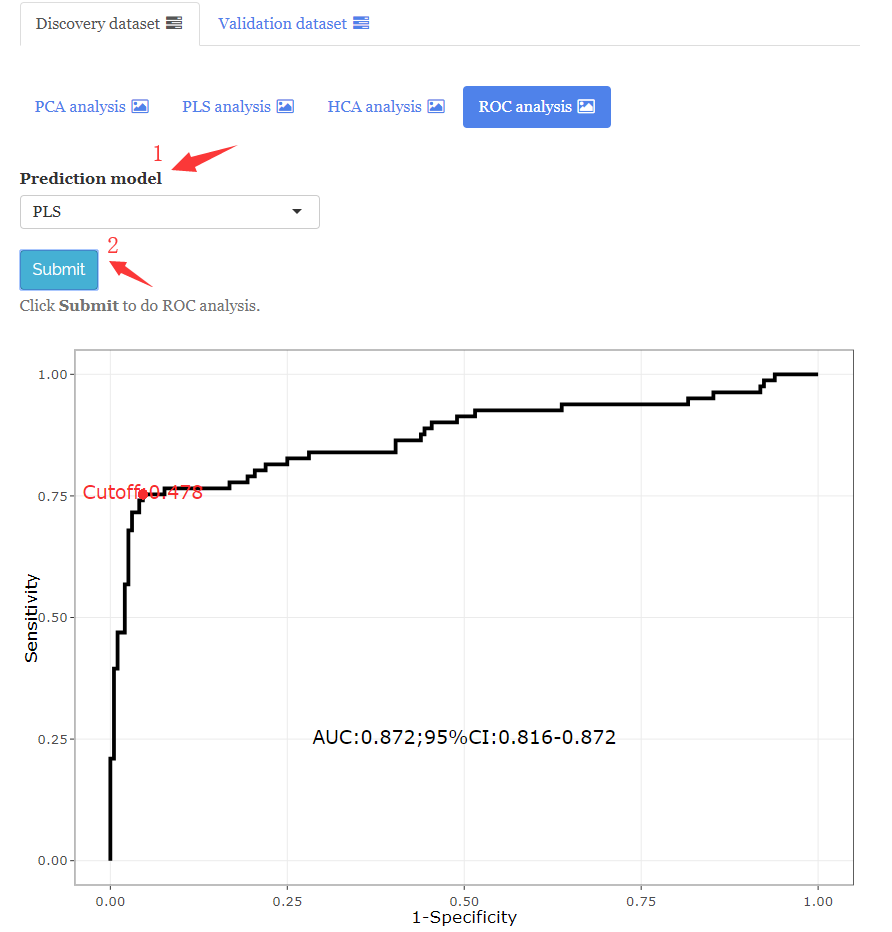 Discovery dataset
Validation dataset
PCA analysis
PLS analysis
HCA analysis
ROC analysis
1
Prediction model
PLS
2
Submit
Click Submit to do ROC analysis.
1.00
Cutoff:0.478
0.75
Sensitivity
0.50
AUC:0.872;95%CI:0.816-0.872
0.25
0.00
0.00
0.25
0.50
0.75
1.00
1-Specificity